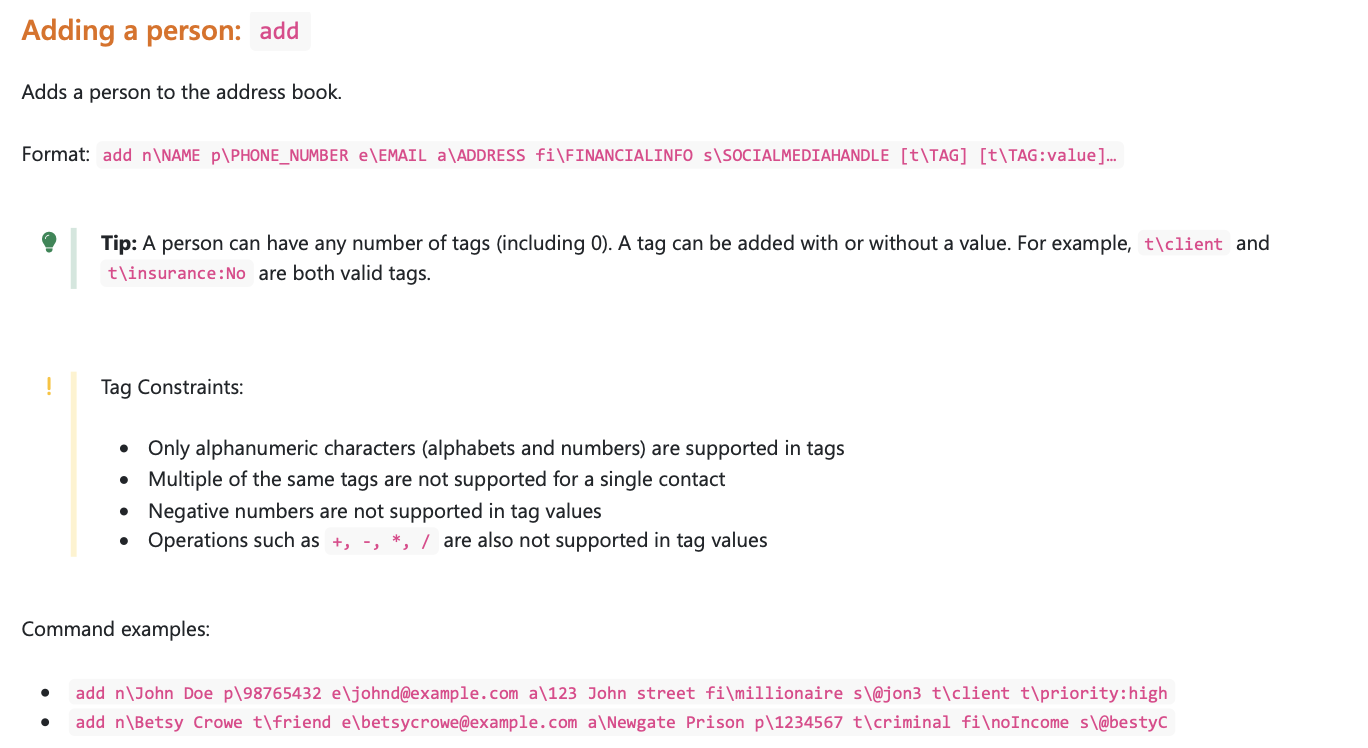 Adding a person: add
Adds a person to the address book.
Format: add n\NAME p\PHONE_NUMBER e\EMAIL a\ADDRESS fi\FINANCIALINFO s\SOCIALMEDIAHANDLE [t\TAG] [t\TAG:value]…
Tip: A person can have any number of tags (including 0). A tag can be added with or without a value. For example, t\client and
t\insurance:No are both valid tags.
Tag Constraints:
• Only alphanumeric characters (alphabets and numbers) are supported in tags
• Multiple of the same tags are not supported for a single contact
• Negative numbers are not supported in tag values
• Operations such as +, -, *, / are also not supported in tag values
Command examples:
• add n\John Doe p\98765432 e\johnd@example.com a\123 John street fi\millionaire s\@jon3 t\client t\priority:high
• add n\Betsy Crowe t\friend e\betsycrowe@example.com a\Newgate Prison p\1234567 t\criminal fi\noIncome s\@bestyC